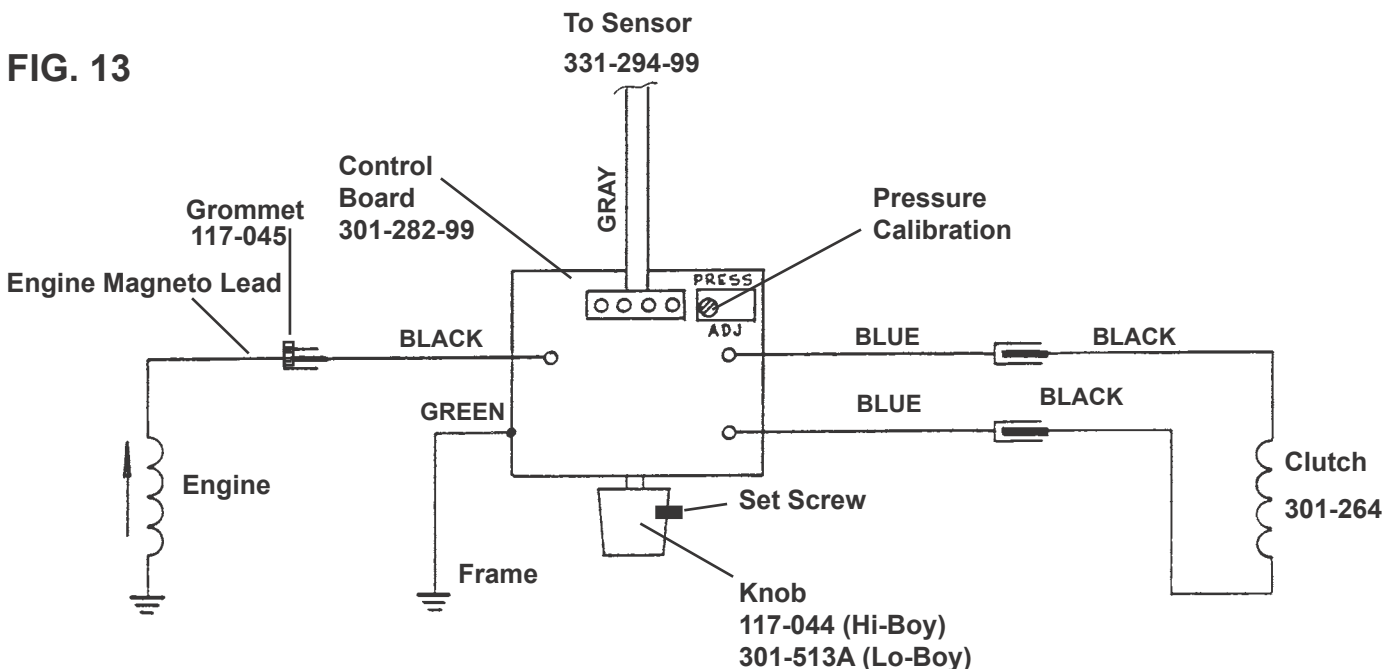 FIG. 13
To Sensor
331-294-99
Control
Board
301-282-99
GRAY
Pressure
Calibration
Grommet
117-045
Engine Magneto Lead
PRESS
ADJ
BLACK
BLUE
BLACK
GREEN
BLUE
BLACK
Engine
Set Screw
Clutch
301-264
Frame
Knob
117-044 (Hi-Boy)
301-513A (Lo-Boy)